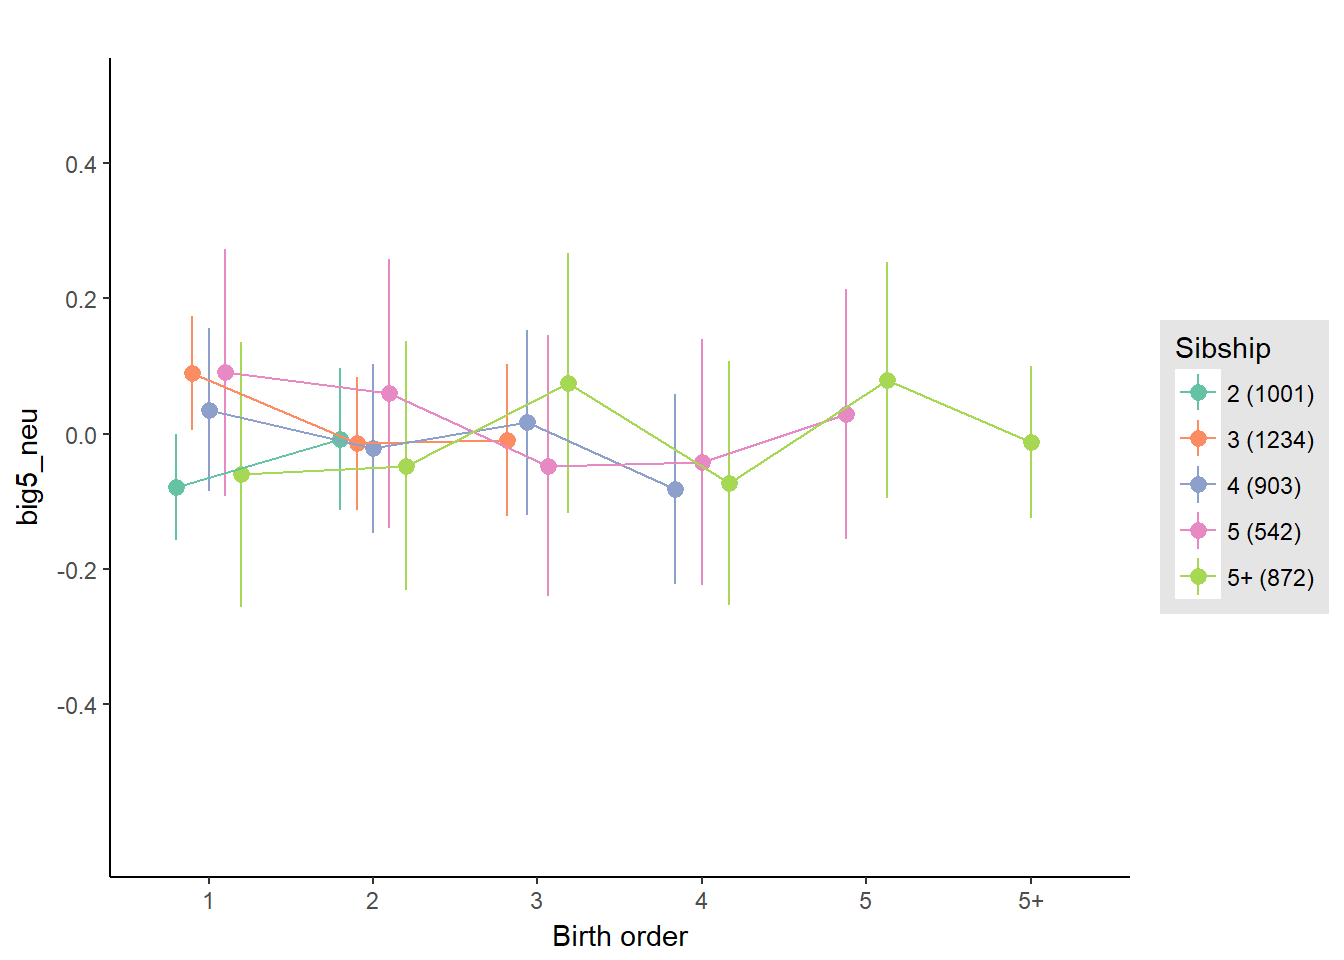 0.4
0.2
0.0
-0.2
-0.4
big5_neu
1 2 3 4 5 5+
Birth order
Sibship
2 (1001)
3 (1234)
4 (903)
5 (542)
5+ (872)